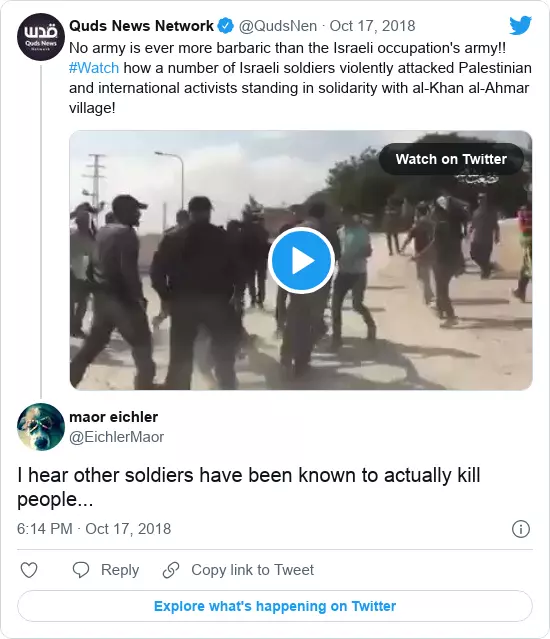 قدس
Quds News
Network
Quds News Network @QudsNen · Oct 17, 2018
No army is ever more barbaric than the Israeli occupation's army!!
#Watch how a number of Israeli soldiers violently attacked Palestinian
and international activists standing in solidarity with al-Khan al-Ahmar
village!
Watch on Twitter
maor eichler
@EichlerMaor
I hear other soldiers have been known to actually kill
people...
6:14 PM · Oct 17, 2018
Reply
Copy link to Tweet
Explore what's happening on Twitter